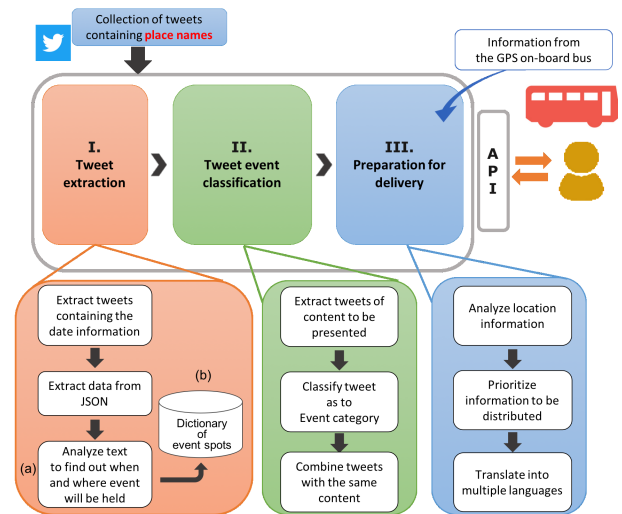 Collection of tweets
containing place names
Information from
the GPS on-board bus
I.
Tweet
extraction
II.
Tweet event
classification
III.
Preparation for
delivery
A
P
I
Extract tweets
containing the
date information
Extract data from
JSON
(a)
Analyze text
to find out when
and where event
will be held
(b)
Dictionary
of
event spots
Extract tweets of
content to be
presented
Classify tweet
as to
Event category
Combine tweets
with the same
content
Analyze location
information
Prioritize
information to be
distributed
Translate into
multiple languages